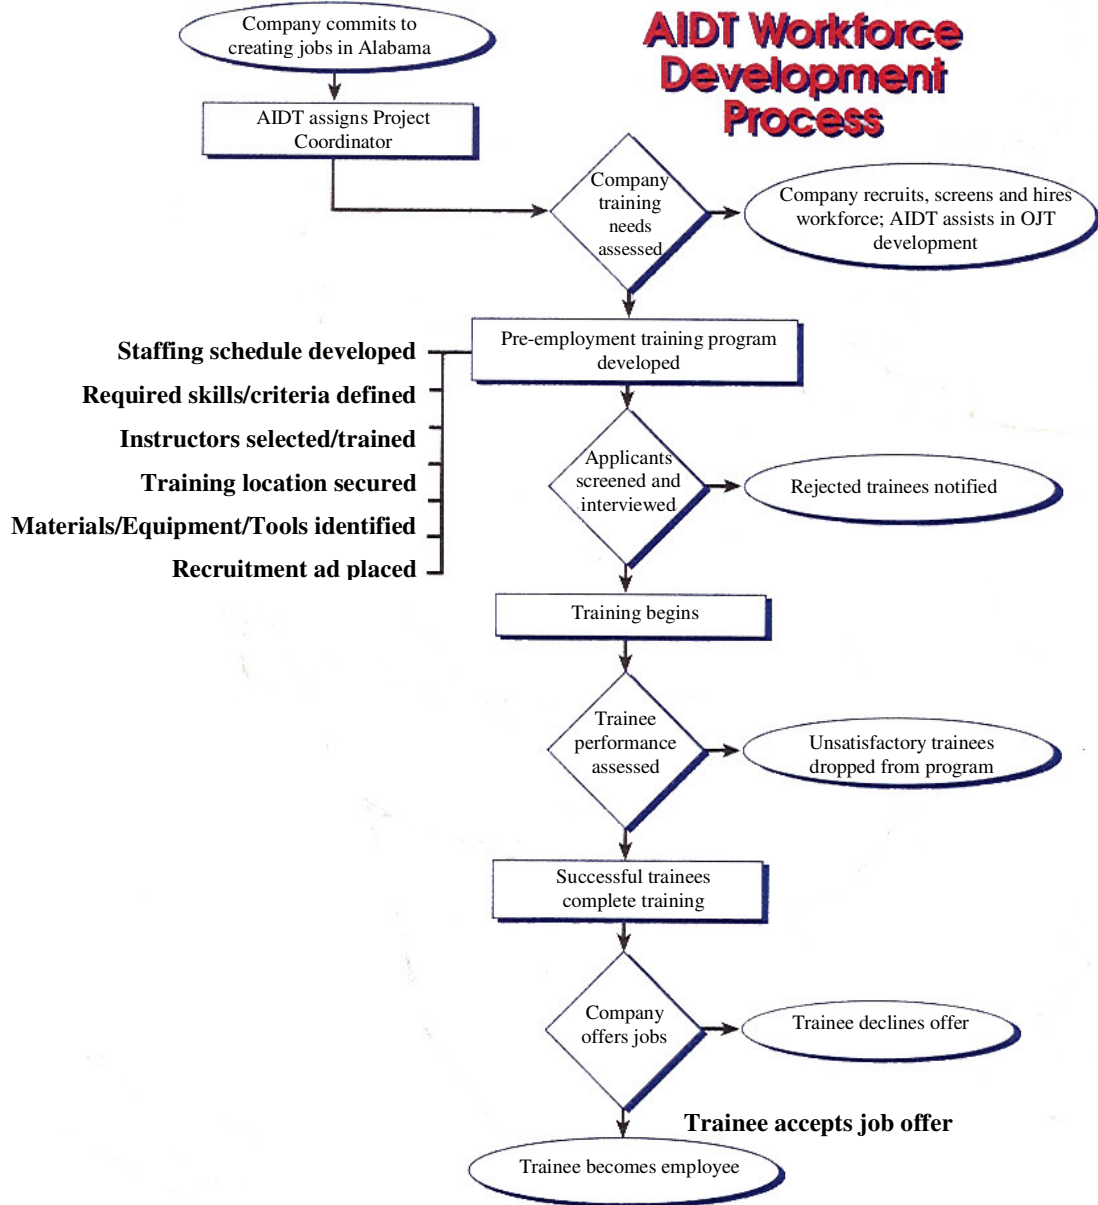 Company commits to
creating jobs in Alabama
AIDT Workforce
Development
Process
AIDT assigns Project
Coordinator
Company
training
needs
assessed
Company recruits, screens and hires
workforce; AIDT assists in OJT
development
Pre-employment training program
developed
Staffing schedule developed
Required skills/criteria defined
Instructors selected/trained
Training location secured
Materials/Equipment/Tools identified
Recruitment ad placed
Applicants
screened and
interviewed
Rejected trainees notified
Training begins
Trainee
performance
assessed
Unsatisfactory trainees
dropped from program
Successful trainees
complete training
Company
offers jobs
Trainee declines offer
Trainee accepts job offer
Trainee becomes employee